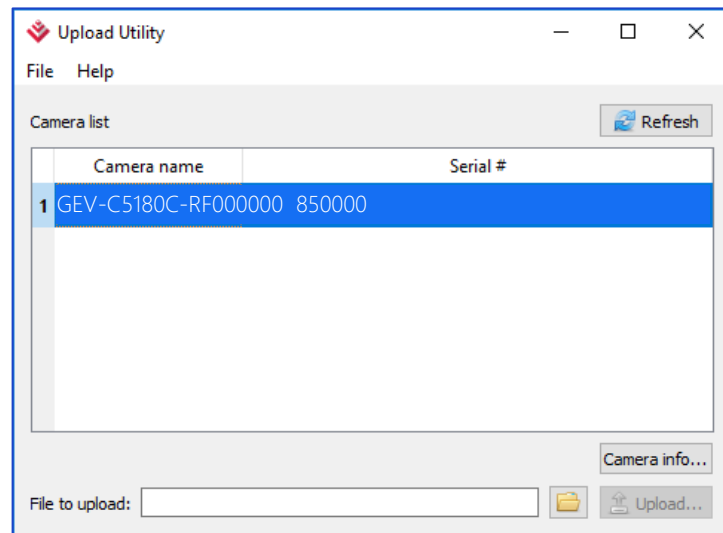 Upload Utility
File Help
Camera list Refresh
Camera name Serial #
1 GEV-C5180C-RF000000 850000
Camera info...
File to upload: Upload...